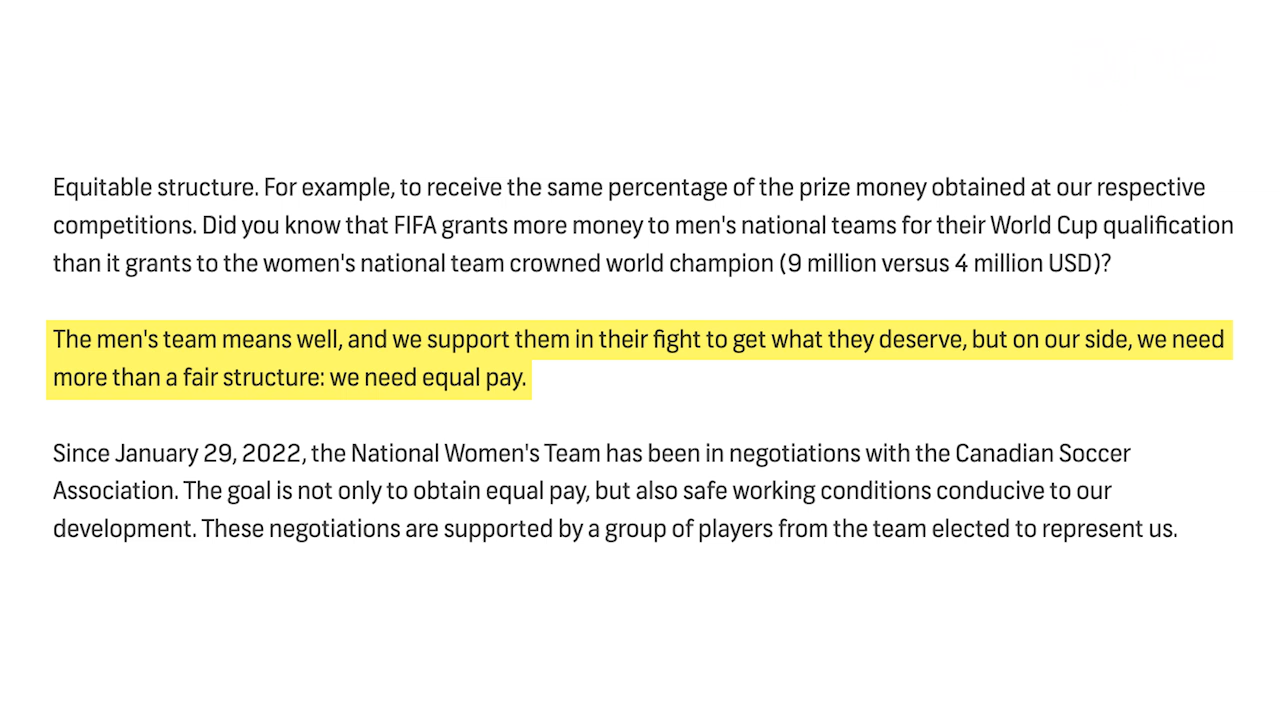 Equitable structure. For example, to receive the same percentage of the prize money obtained at our respective
competitions. Did you know that FIFA grants more money to men's national teams for their World Cup qualification
than it grants to the women's national team crowned world champion (9 million versus 4 million USD)?
The men's team means well, and we support them in their fight to get what they deserve, but on our side, we need
more than a fair structure: we need equal pay.
Since January 29, 2022, the National Women's Team has been in negotiations with the Canadian Soccer
Association. The goal is not only to obtain equal pay, but also safe working conditions conducive to our
development. These negotiations are supported by a group of players from the team elected to represent us.